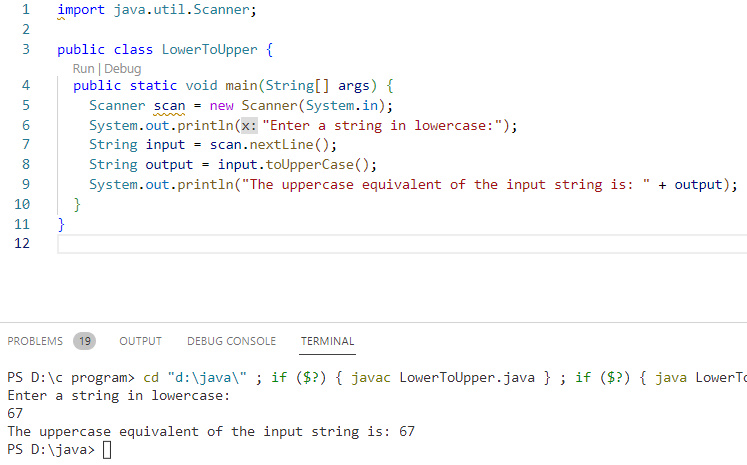 1 import java.util.Scanner;
2
3 public class LowerToUpper {
Run | Debug
4 public static void main(String[] args) {
5 Scanner scan = new Scanner(System.in);
6 System.out.println(x: "Enter a string in lowercase:");
7 String input = scan.nextLine();
8 String output = input.toUpperCase();
9 System.out.println("The uppercase equivalent of the input string is: " + output);
10 }
11 }
12
PROBLEMS 19 OUTPUT DEBUG CONSOLE TERMINAL
PS D:\c program> cd "d:\java\" ; if ($?) { javac LowerToUpper.java } ; if ($?) { java LowerTo
Enter a string in lowercase:
67
The uppercase equivalent of the input string is: 67
PS D:\java>